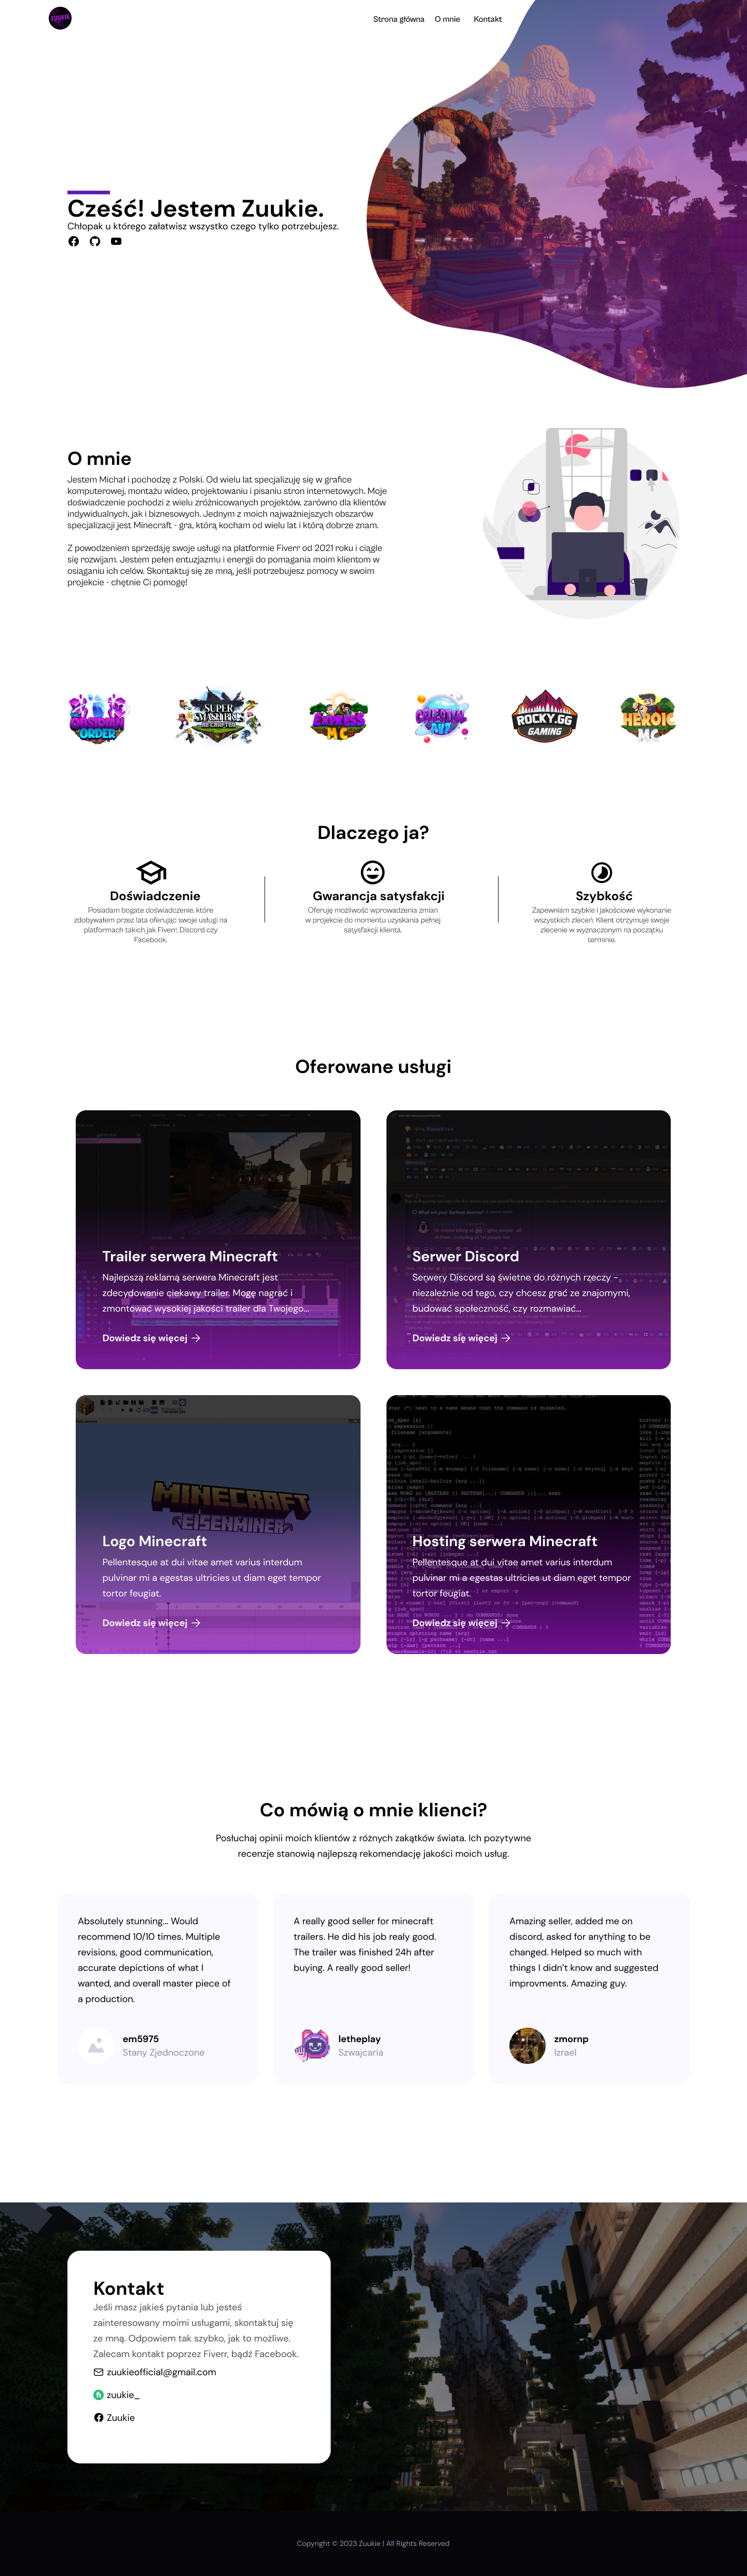 ZUUKIE
Strona główna O mnie Kontakt
Cześć! Jestem Zuukie.
Chłopak u którego załatwisz wszystko czego tylko potrzebujesz.
O mnie
Jestem Michał i pochodzę z Polski. Od wielu lat specjalizuję się w grafice
komputerowej, montażu wideo, projektowaniu i pisaniu stron internetowych. Moje
doświadczenie pochodzi z wielu zróżnicowanych projektów, zarówno dla klientów
indywidualnych, jak i biznesowych. Jednym z moich najważniejszych obszarów
specjalizacji jest Minecraft - gra, którą kocham od wielu lat i którą dobrze znam.
Z powodzeniem sprzedaję swoje usługi na platformie Fiverr od 2021 roku i ciągle
się rozwijam. Jestem pełen entuzjazmu i energii do pomagania moim klientom w
osiąganiu ich celów. Skontaktuj się ze mną, jeśli potrzebujesz pomocy w swoim
projekcie - chętnie Ci pomogę!
OBSIDIAN
ORDER
SUPER
SMASH BROS
EXPRESS
MC
CELESTIAL
ROCKY.GG
GAMING
HEROIC
MC
Dlaczego ja?
Doświadczenie
Posiadam bogate doświadczenie, które
zdobywałem przez lata oferując swoje usługi na
platformach takich jak Fiverr, Discord czy
Facebook.
Gwarancja satysfakcji
Oferuję możliwość wprowadzenia zmian
w projekcie do momentu uzyskania pełnej
satysfakcji klienta.
Szybkość
Zapewniam szybkie i jakościowe wykonanie
wszystkich zleceń. Klient otrzymuje swoje
zlecenie w wyznaczonym na początku
terminie.
Oferowane usługi
Trailer serwera Minecraft
Najlepszą reklamą serwera Minecraft jest
zdecydowanie ciekawy trailer. Mogę nagrać i
zmontować wysokiej jakości trailer dla Twojego...
Dowiedz się więcej
Serwer Discord
Serwery Discord są świetne do różnych rzeczy -
niezależnie od tego, czy chcesz grać ze znajomymi,
budować społeczność, czy rozmawiać...
Dowiedz się więcej
MINECRAFT
Logo Minecraft
Pellentesque at dui vitae amet varius interdum
pulvinar mi a egestas ultricies ut diam eget tempor
tortor feugiat.
Dowiedz się więcej
Hosting serwera Minecraft
Pellentesque at dui vitae amet varius interdum
pulvinar mi a egestas ultricies ut diam eget tempor
tortor feugiat.
Dowiedz się więcej
Co mówią o mnie klienci?
Posłuchaj opinii moich klientów z różnych zakątków świata. Ich pozytywne
recenzje stanowią najlepszą rekomendację jakości moich usług.
Absolutely stunning... Would
recommend 10/10 times. Multiple
revisions, good communication,
accurate depictions of what I
wanted, and overall master piece of
a production.
em5975
Stany Zjednoczone
A really good seller for minecraft
trailers. He did his job realy good.
The trailer was finished 24h after
buying. A really good seller!
letheplay
Szwajcaria
Amazing seller, added me on
discord, asked for anything to be
changed. Helped so much with
things I didn't know and suggested
improvments. Amazing guy.
zmornp
Izrael
Kontakt
Jeśli masz jakieś pytania lub jesteś
zainteresowany moimi usługami, skontaktuj się
ze mną. Odpowiem tak szybko, jak to możliwe.
Zalecam kontakt poprzez Fiverr, bądź Facebook.
zuukieofficial@gmail.com
zuukie_
Zuukie
Copyright © 2023 Zuukie | All Rights Reserved